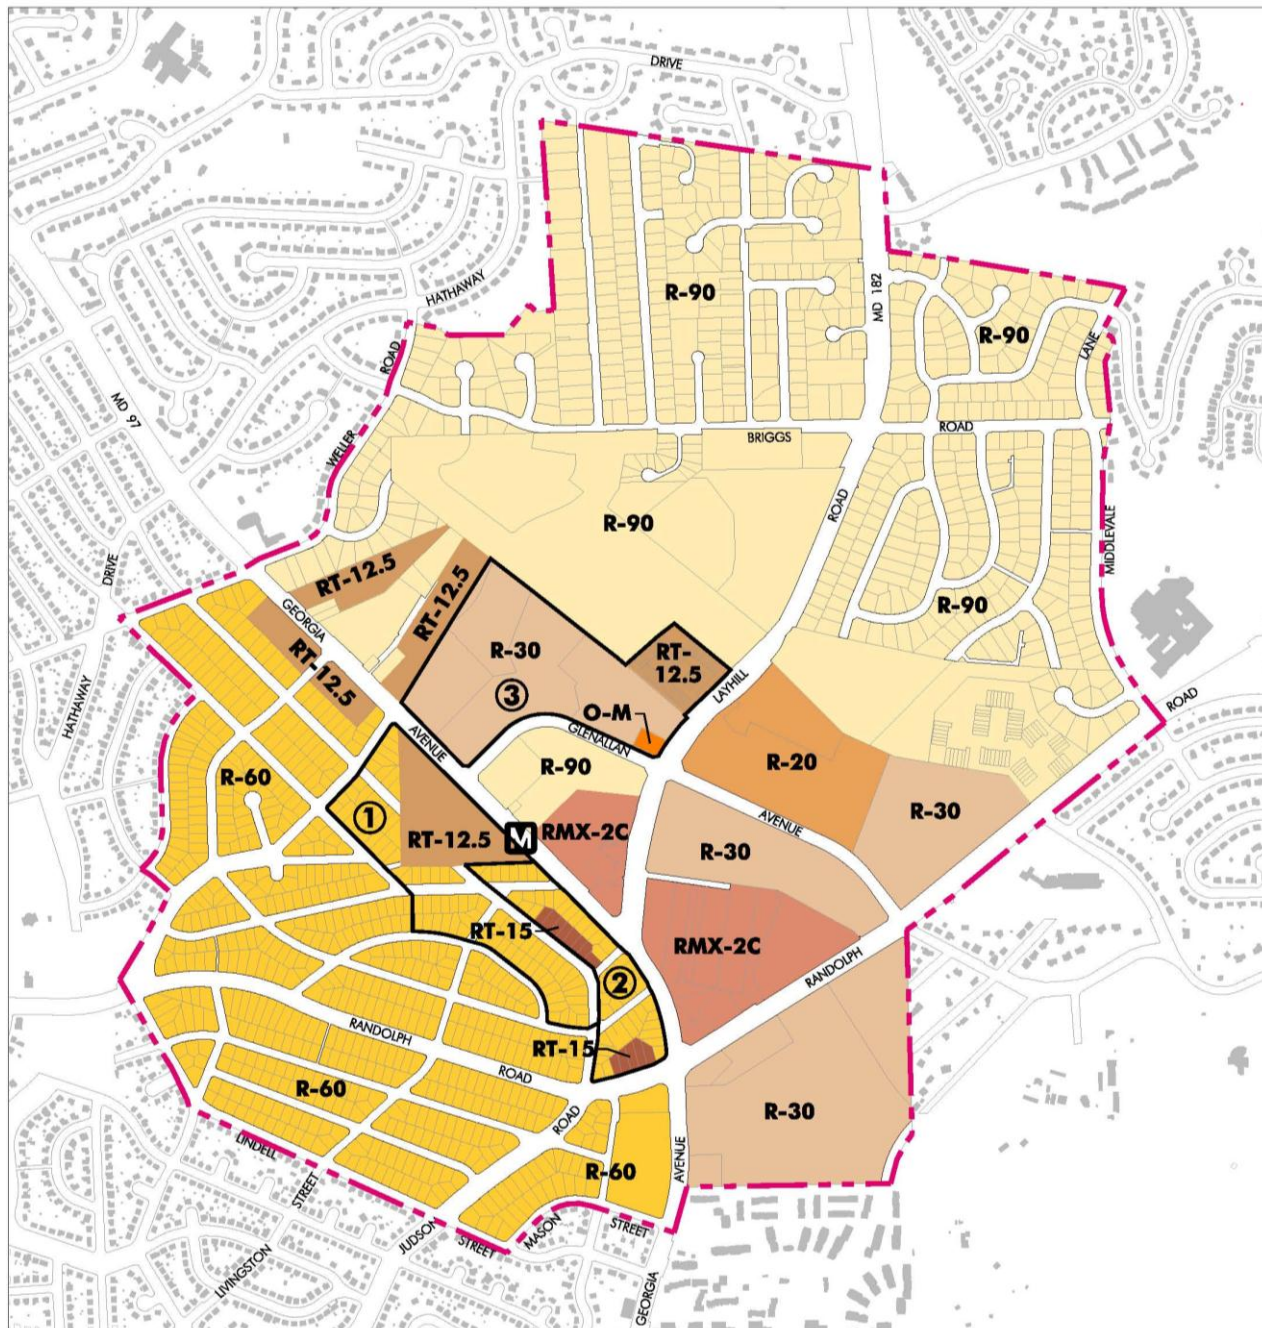 DRIVE
HATHAWAY
MD 182
R-90
R-90
LANE
ROAD
MD 97
WELLER
BRIGGS
ROAD
R-90
ROAD
MIDDLEVALE
DRIVE
RT-12.5
RT-12.5
GEORGIA
R-90
RT-12.5
R-30
RT-
12.5
LAYHILL
ROAD
HATHAWAY
3
O-M
GLENALLAN
AVENUE
R-60
R-90
R-20
1
RT-12.5
M
RMX-2C
AVENUE
R-30
R-30
RT-15
RMX-2C
RANDOLPH
2
RANDOLPH
RT-15
ROAD
R-60
ROAD
R-30
LINDELL
STREET
AVENUE
R-60
LIVINGSTON
JUDSON
STREET
MASON
STREET
GEORGIA